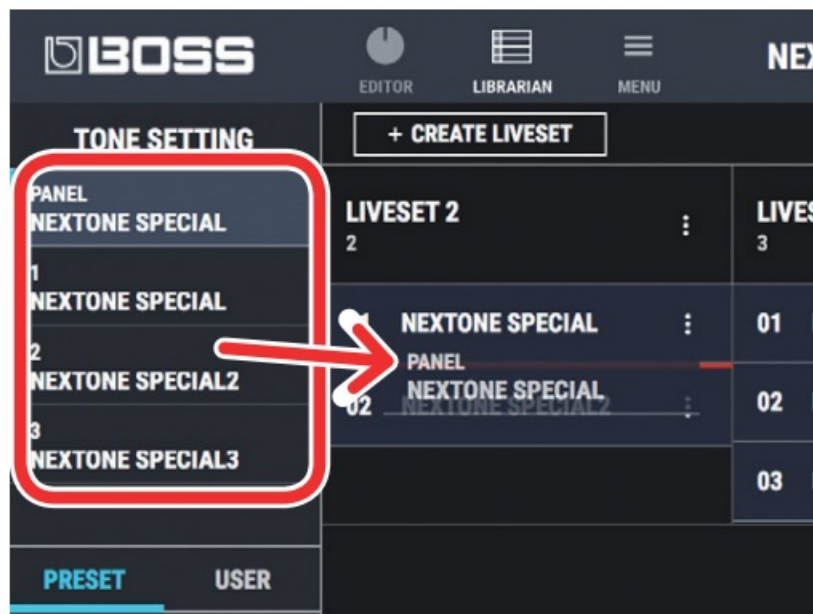 BOSS
EDITOR
LIBRARIAN
MENU
TONE SETTING
+ CREATE LIVESET
PANEL
NEXTONE SPECIAL
1
NEXTONE SPECIAL
2
NEXTONE SPECIAL2
3
NEXTONE SPECIAL3
PRESET
USER
LIVESET 2
2
NEXTONE SPECIAL
PANEL
NEXTONE SPECIAL
02 NEXTONE SPECIAL2
3
01
02
03